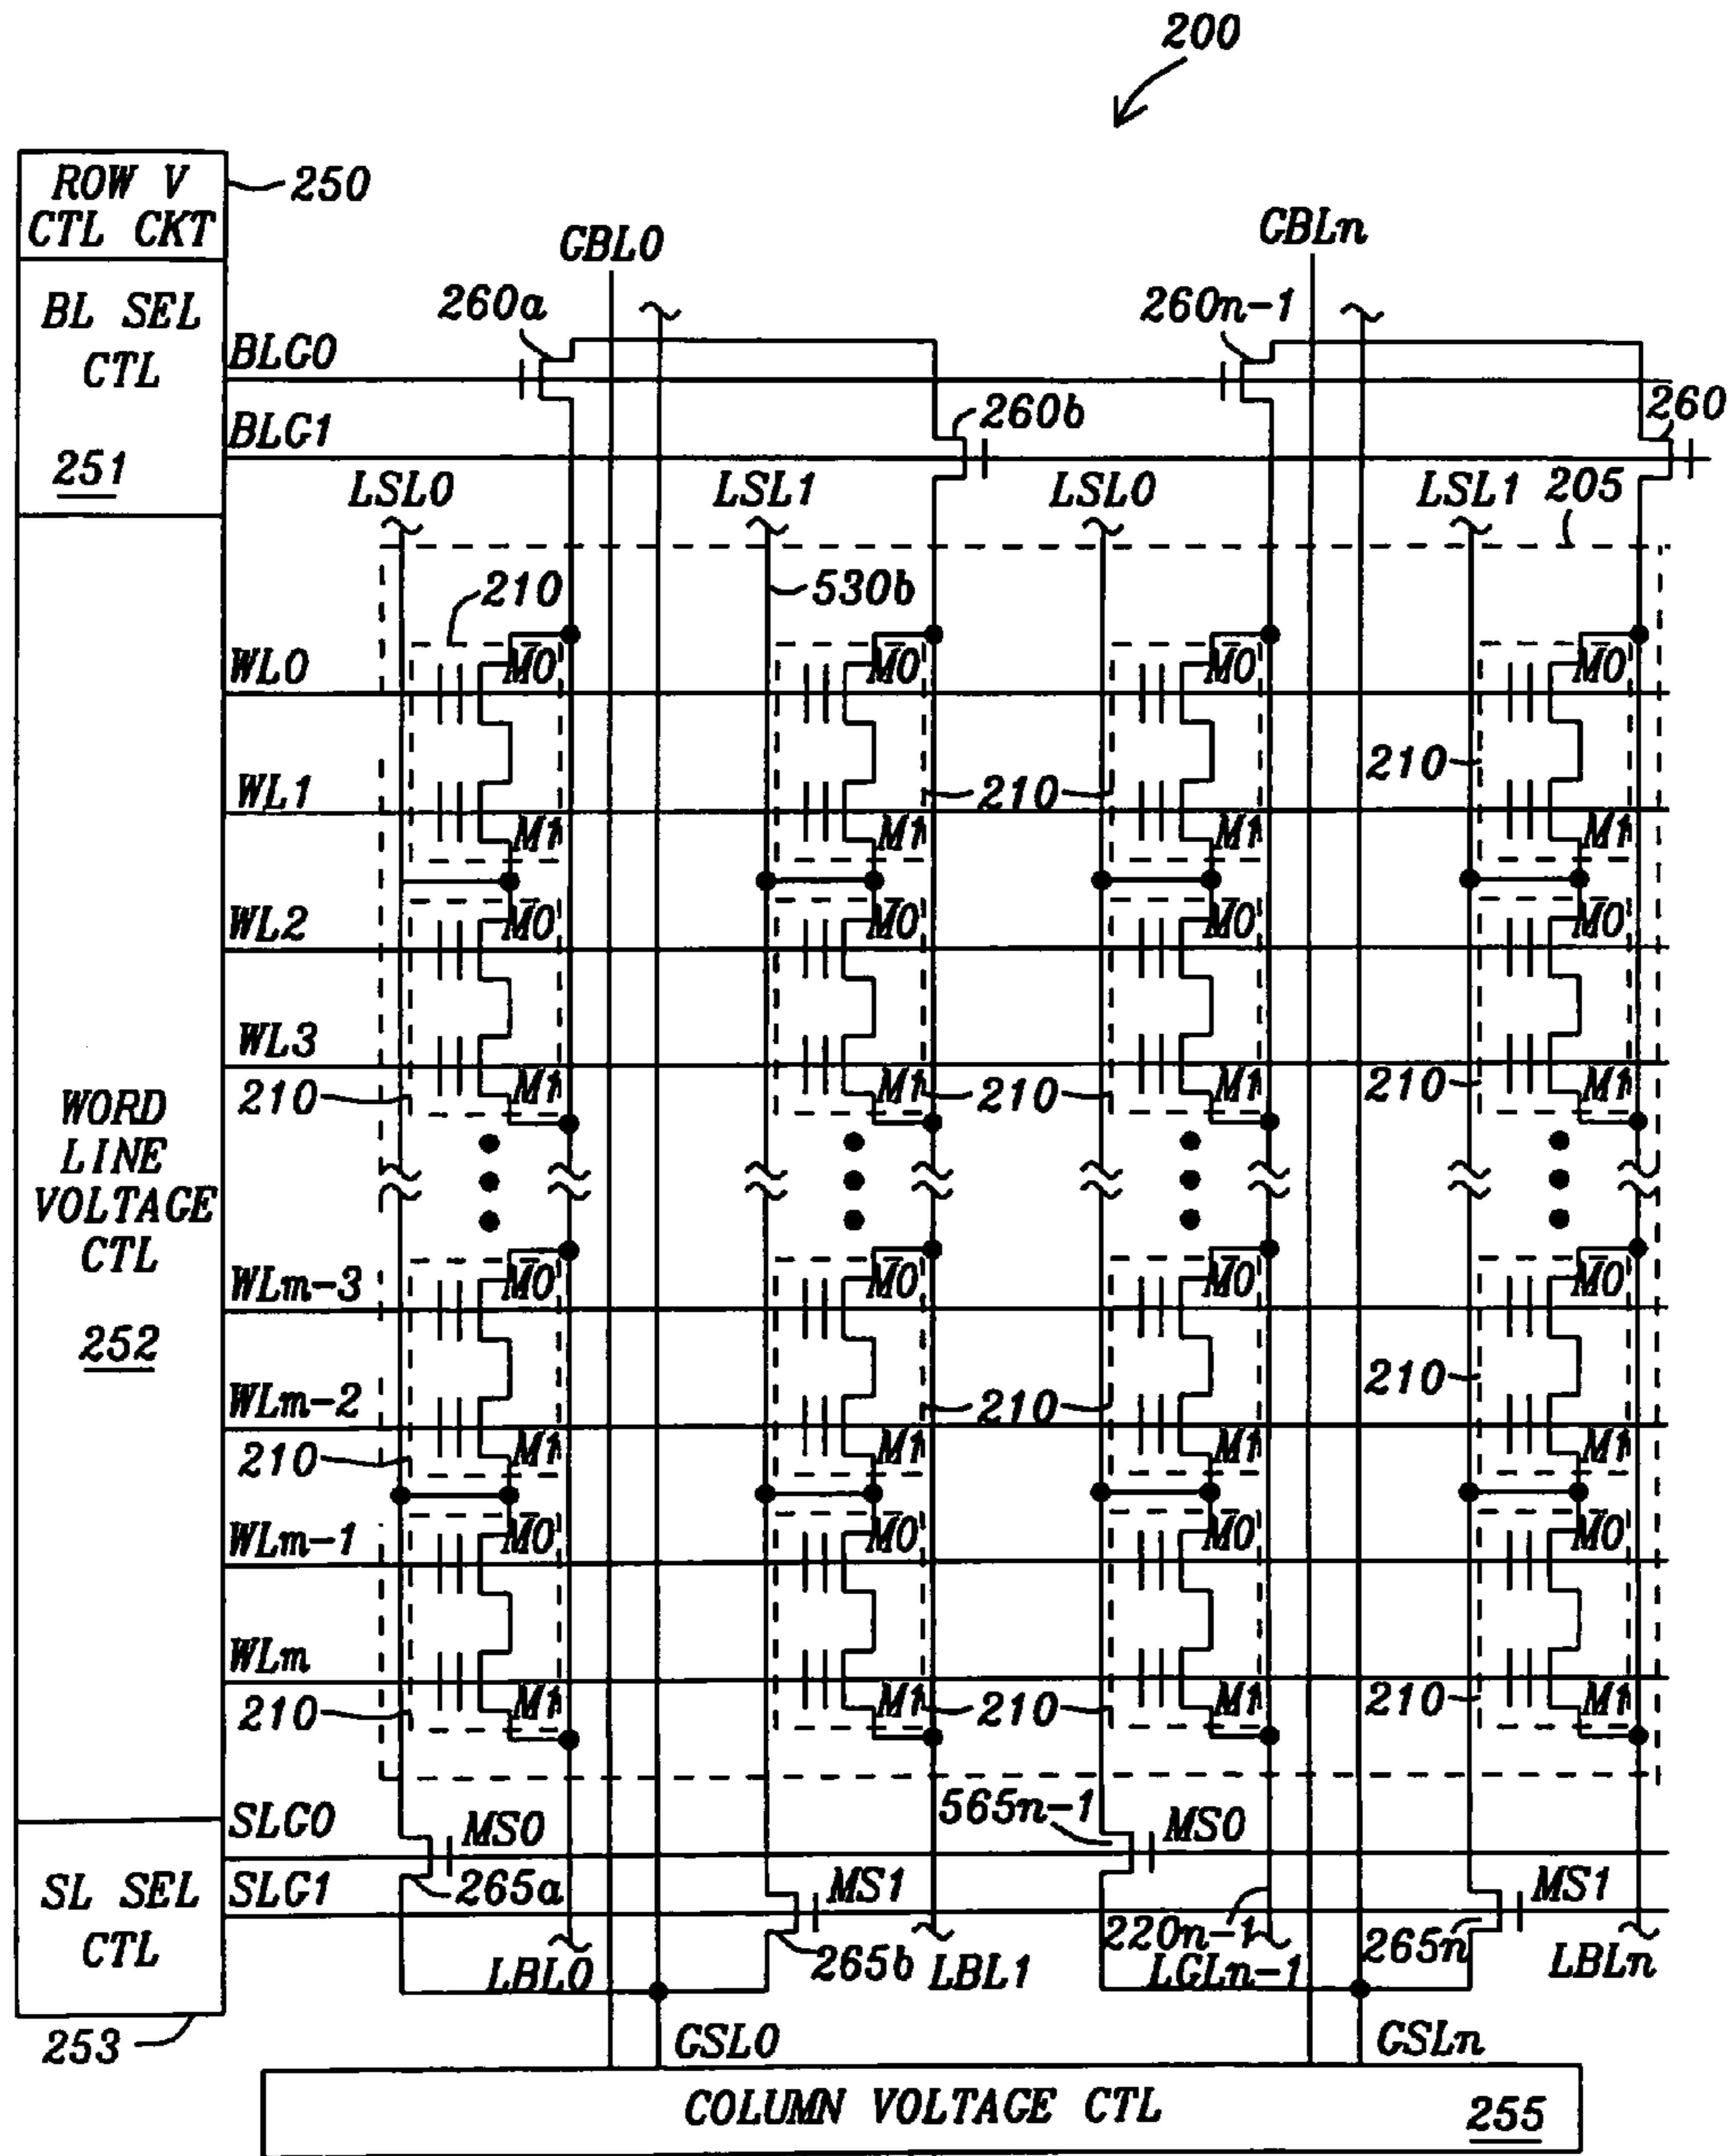 200
ROW V
CTL CKT
250
GBL0
GBLn
BL SEL
CTL
251
260a
260n-1
BLG0
BLG1
260b
260
LSL0
LSL1
LSL0
LSL1
205
210
530b
WL0
M0
M0
M0
M0
WL1
210
210
M1
M1
M1
M1
WL2
M0
M0
M0
M0
WL3
210
M1
M1
210
M1
210
M1
WORD
LINE
VOLTAGE
CTL
252
WLm-3
M0
M0
M0
M0
WLm-2
210
210
210
M1
M1
M1
M1
WLm-1
M0
M0
M0
M0
WLm
210
M1
M1
210
M1
210
M1
SLG0
MS0
565n-1
MS0
SL SEL
CTL
SLG1
265a
MS1
MS1
LBL0
265b
LBL1
220n-1
LGLn-1
265n
LBLn
253
GSL0
GSLn
COLUMN VOLTAGE CTL
255